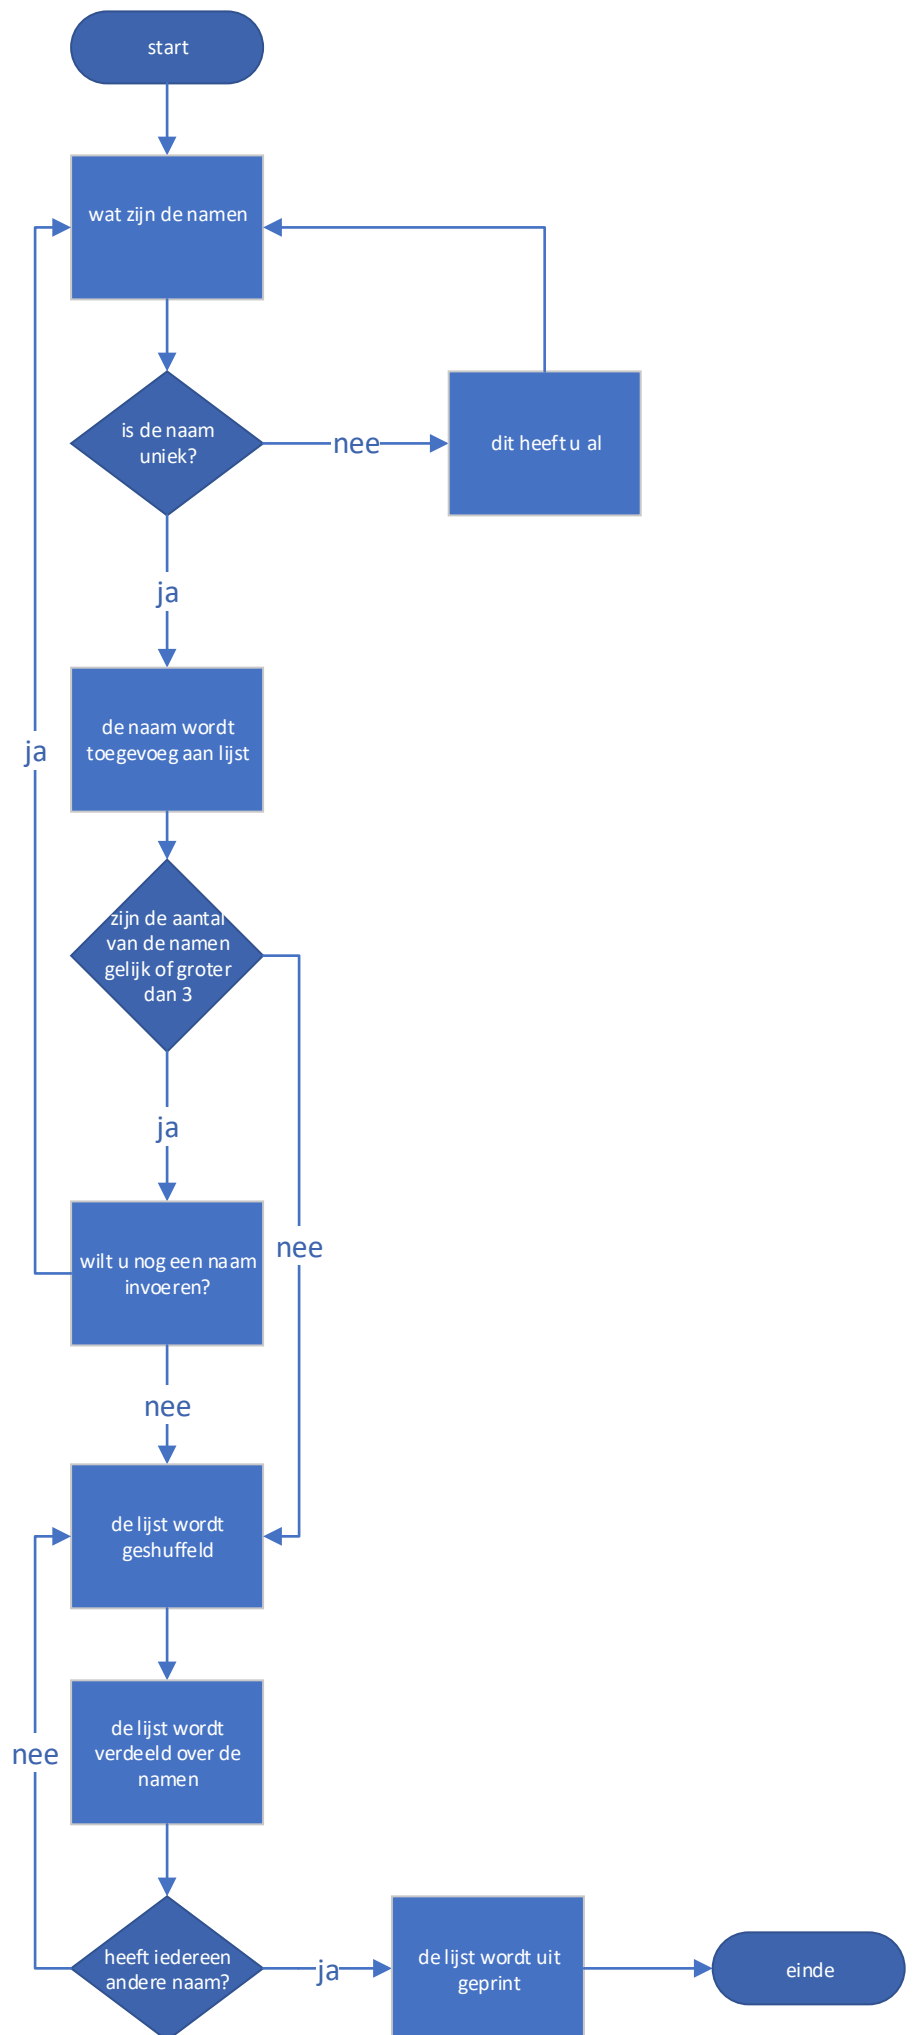 start
wat zijn de namen
is de naam
uniek?
nee
dit heeft u al
ja
de naam wordt
toegevoeg aan lijst
ja
zijn de aantal
van de namen
gelijk of groter
dan 3
ja
nee
wilt u nog een naam
invoeren?
nee
de lijst wordt
geshuffeld
de lijst wordt
verdeeld over de
namen
nee
heeft iedereen
andere naam?
ja
de lijst wordt uit
geprint
einde